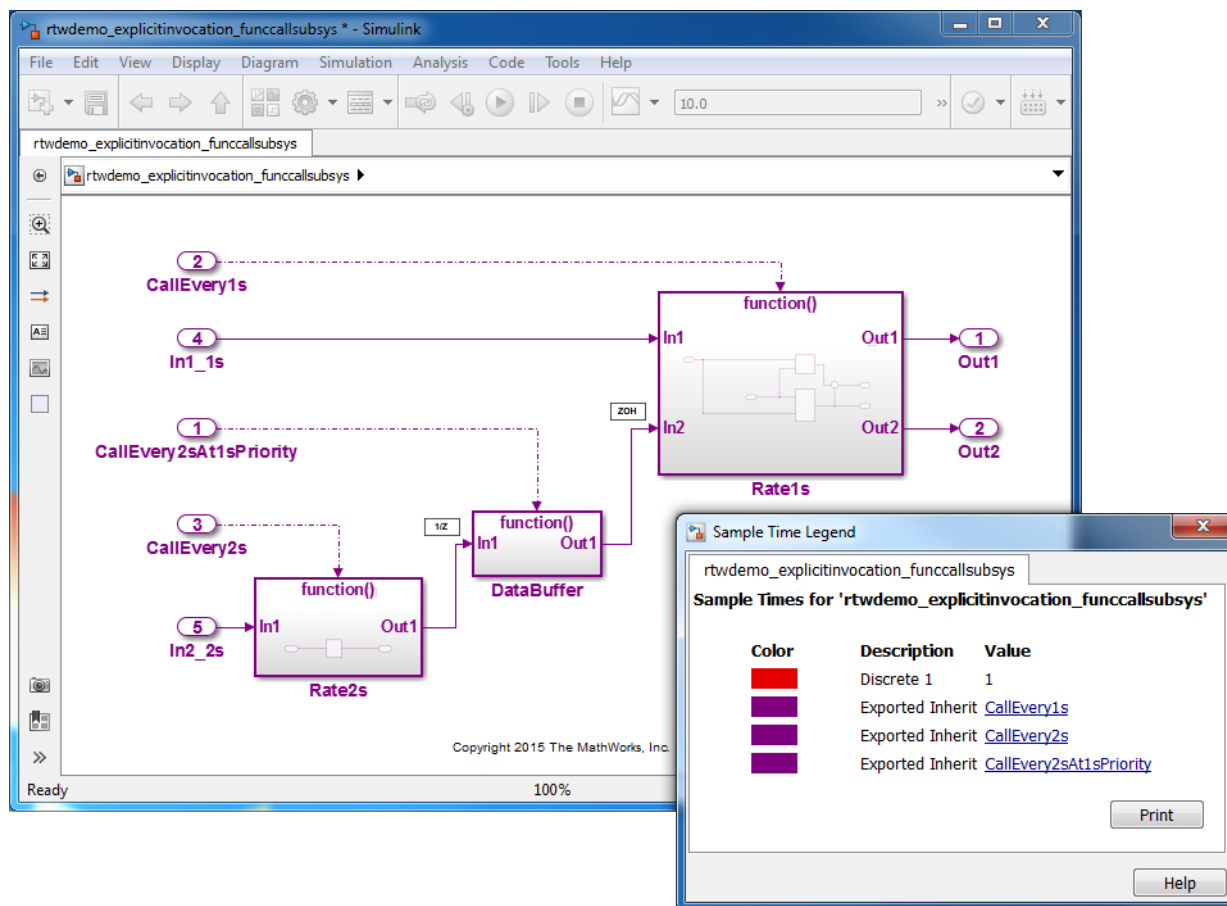 rtwdemo_explicitinvocation_funccallsubsys * - Simulink
File Edit View Display Diagram Simulation Analysis Code Tools Help
10.0
rtwdemo_explicitinvocation_funccallsubsys
rtwdemo_explicitinvocation_funccallsubsys
2
CallEvery1s
function()
4
In1_1s
In1
Out1
1
Out1
1
CallEvery2sAt1sPriority
ZOH
In2
Out2
2
Out2
Rate1s
3
CallEvery2s
1/Z
function()
In1
Out1
DataBuffer
function()
5
In2_2s
In1
Out1
Rate2s
Copyright 2015 The MathWorks, Inc.
Ready
100%
Sample Time Legend
rtwdemo_explicitinvocation_funccallsubsys
Sample Times for 'rtwdemo_explicitinvocation_funccallsubsys'
Color Description Value
Discrete 1 1
Exported Inherit CallEvery1s
Exported Inherit CallEvery2s
Exported Inherit CallEvery2sAt1sPriority
Print
Help